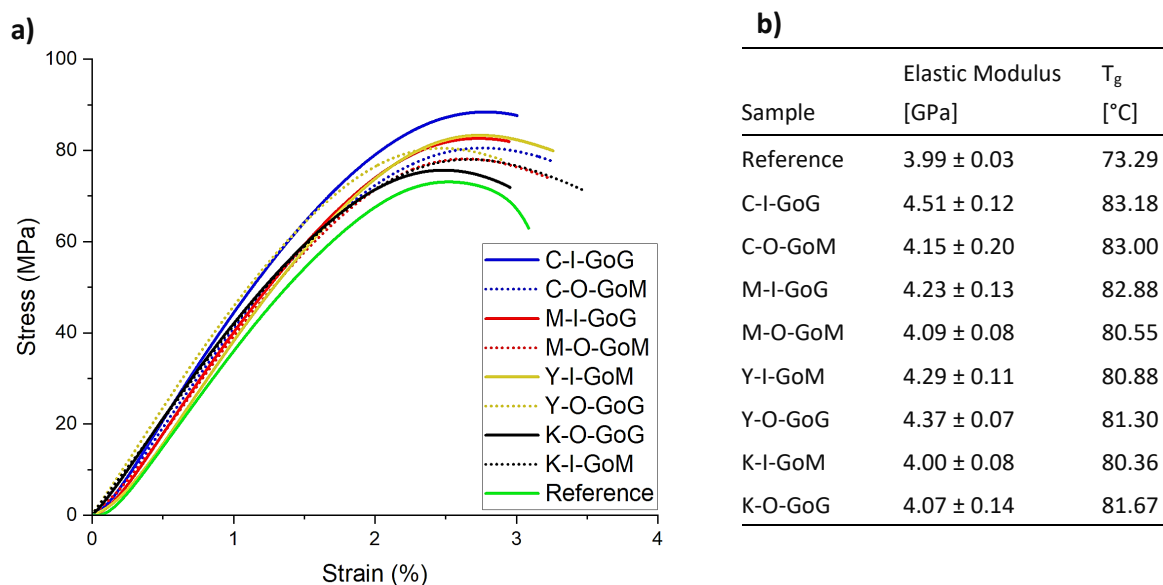 a)
100
80
60
40
20
0
0 1 2 3 4
Stress (MPa)
Strain (%)
C-I-GoG
C-O-GoM
M-I-GoG
M-O-GoM
Y-I-GoM
Y-O-GoG
K-O-GoG
K-I-GoM
Reference
b)
Elastic Modulus T_g
Sample [GPa] [°C]
Reference 3.99 ± 0.03 73.29
C-I-GoG 4.51 ± 0.12 83.18
C-O-GoM 4.15 ± 0.20 83.00
M-I-GoG 4.23 ± 0.13 82.88
M-O-GoM 4.09 ± 0.08 80.55
Y-I-GoM 4.29 ± 0.11 80.88
Y-O-GoG 4.37 ± 0.07 81.30
K-I-GoM 4.00 ± 0.08 80.36
K-O-GoG 4.07 ± 0.14 81.67